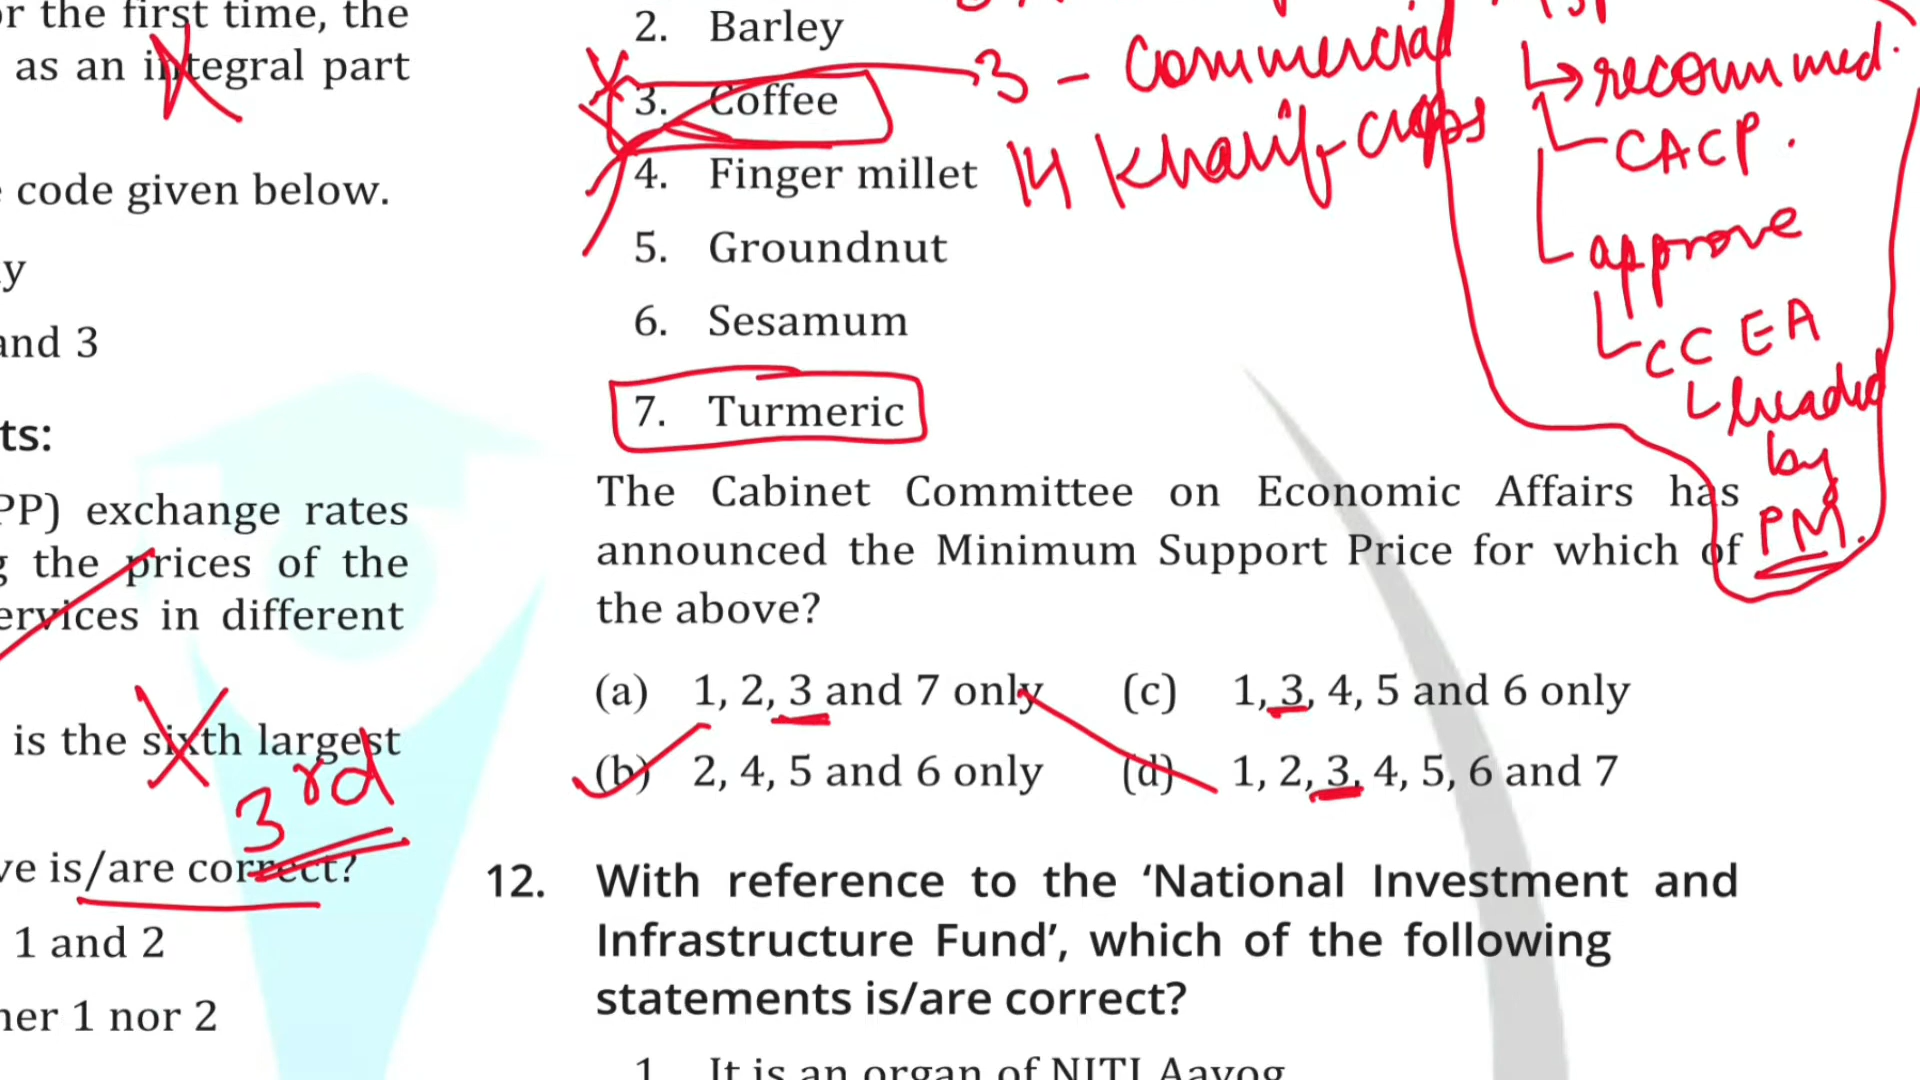 or the first time, the
as an integral part
code given below.
y
and 3
ts:
PP) exchange rates
g the prices of the
ervices in different
is the sixth largest
3rd
ve is/are correct?
1 and 2
her 1 nor 2
2. Barley
3. Coffee
4. Finger millet
5. Groundnut
6. Sesamum
7. Turmeric
3 - Commercial
14 Kharif crops
recommed.
CACP.
approve
CCEA
headed
by
PM.
The Cabinet Committee on Economic Affairs has
announced the Minimum Support Price for which of
the above?
(a) 1, 2, 3 and 7 only (c) 1, 3, 4, 5 and 6 only
(b) 2, 4, 5 and 6 only (d) 1, 2, 3, 4, 5, 6 and 7
12. With reference to the ‘National Investment and
Infrastructure Fund’, which of the following
statements is/are correct?
1. It is an organ of NITI Aayog